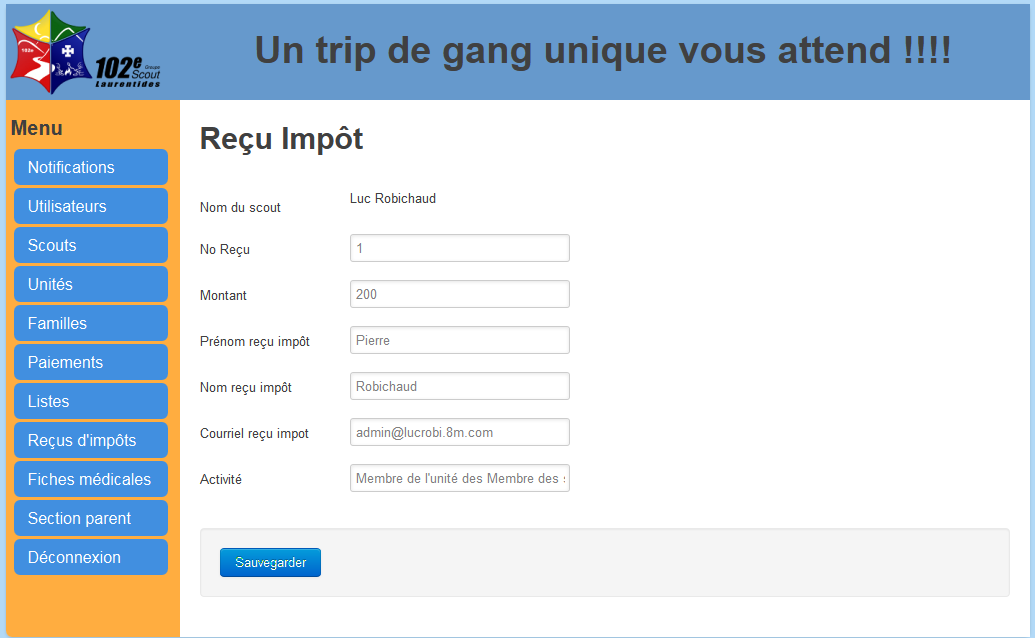 102e
102e Groupe
Scout
Laurentides
Un trip de gang unique vous attend !!!!
Menu
Notifications
Utilisateurs
Scouts
Unités
Familles
Paiements
Listes
Reçus d'impôts
Fiches médicales
Section parent
Déconnexion
Reçu Impôt
Nom du scout Luc Robichaud
No Reçu 1
Montant 200
Prénom reçu impôt Pierre
Nom reçu impôt Robichaud
Courriel reçu impot admin@lucrobi.8m.com
Activité Membre de l'unité des Membre des
Sauvegarder